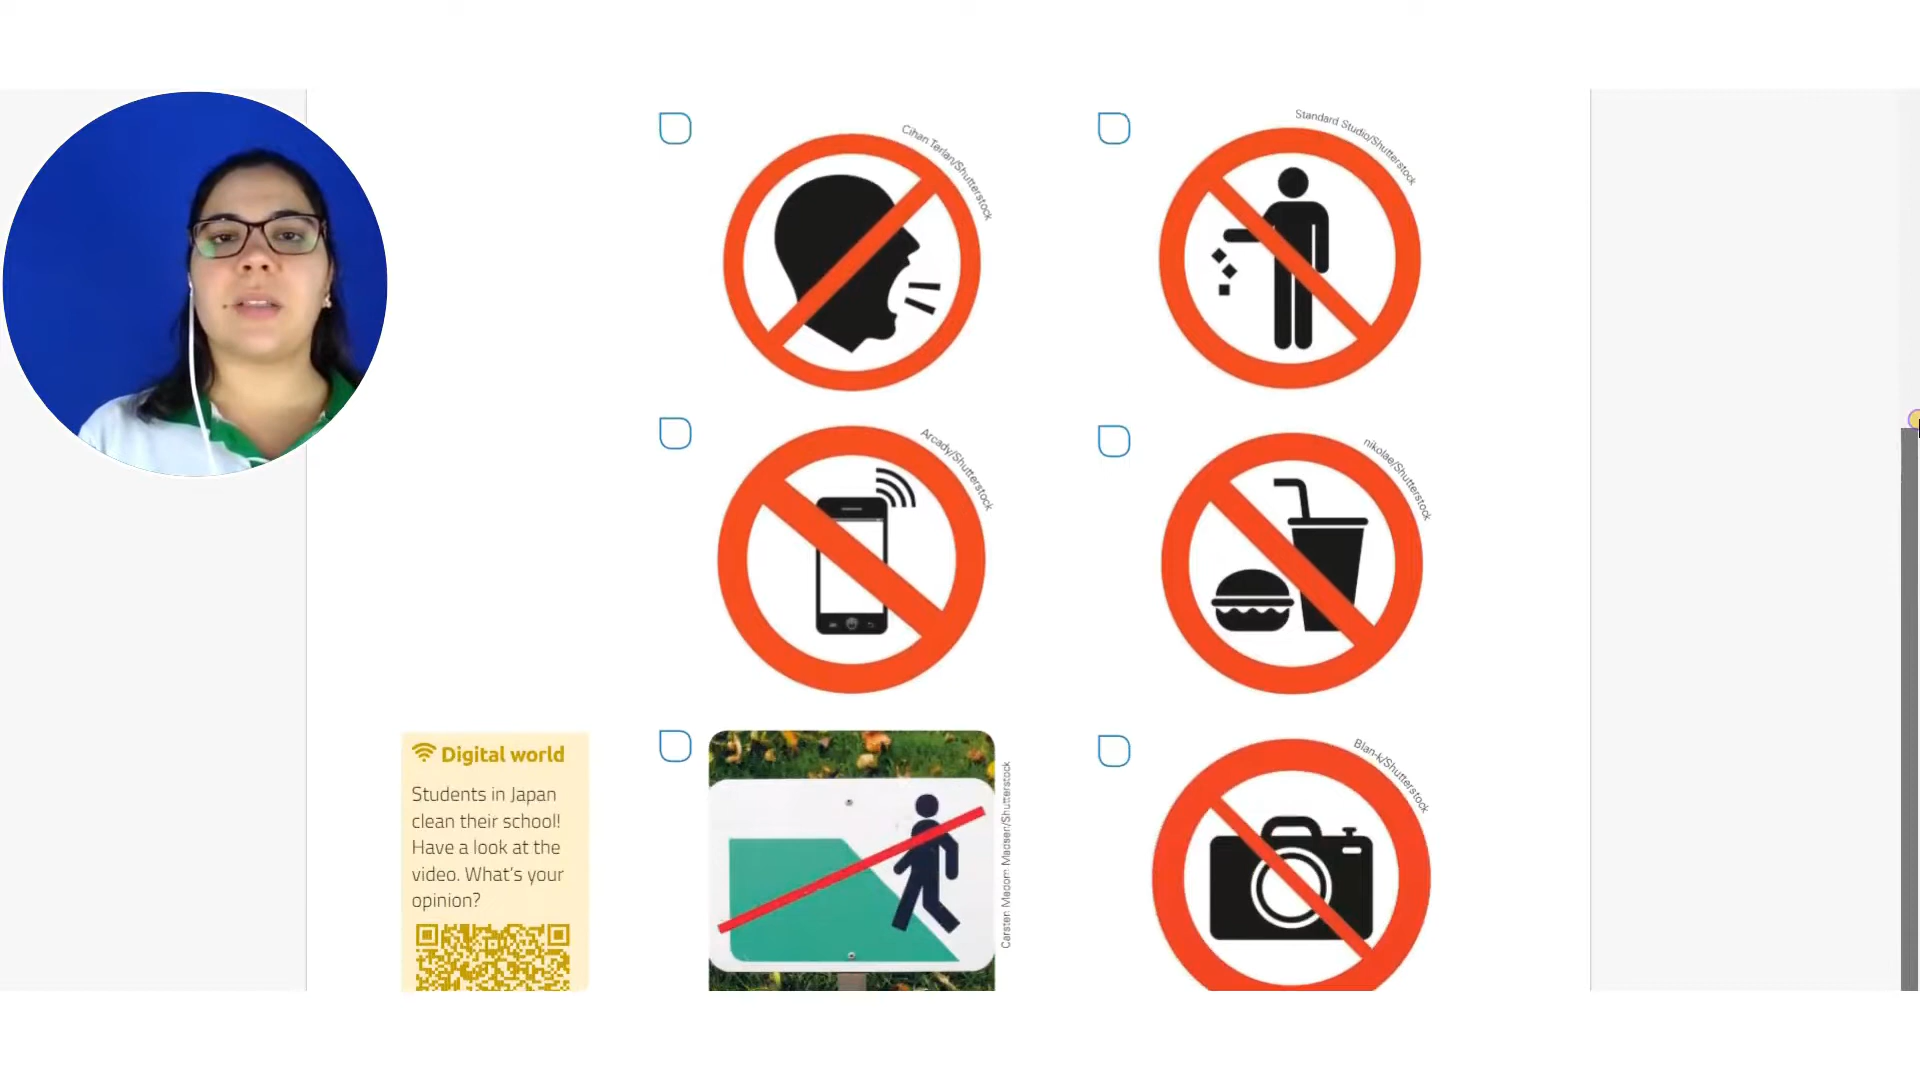 Cihan Terlan/Shutterstock
Standard Studio/Shutterstock
Arcady/Shutterstock
nikolae/Shutterstock
Digital world
Students in Japan
clean their school!
Have a look at the
video. What's your
opinion?
Carsten Medom Madsen/Shutterstock
Blan-k/Shutterstock